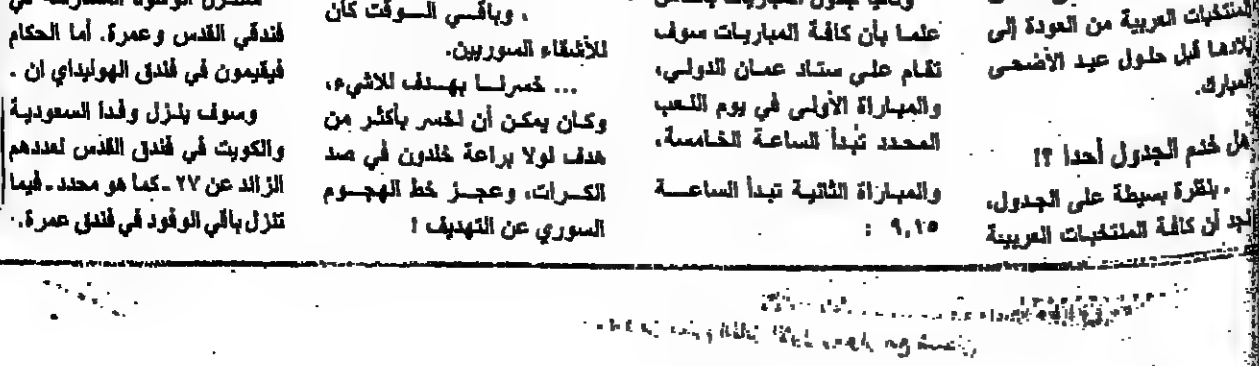 المنتخبات العربية من العودة إلى
بلادها قبل حلول عيد الأضحى
المبارك.
هل خدم الجدول أحدا ؟!
. بنظرة بسيطة على الجدول،
نجد أن كافة المنتخبات العربية
علما بأن كافة المباريات سوف
تقام على ستاد عمان الدولي،
والمباراة الأولى في يوم اللعب
المحدد تبدأ الساعة الخامسة،
والمباراة الثانية تبدأ الساعة
٩,١٥ :
، وباقي الوقت كان
للأشقاء السوريين.
... خسرنا بهدف للاشيء،
وكان يمكن أن نخسر بأكثر من
هدف لولا براعة خلدون في صد
الكرات، وعجز خط الهجوم
السوري عن التهديف !
فندقي القدس وعمرة. أما الحكام
فيقيمون في فندق الهوليداي ان .
وسوف ينزل وفدا السعودية
والكويت في فندق القدس لعددهم
الزائد عن ٢٧ ـ كما هو محدد ـ فيما
تنزل باقي الوفود في فندق عمرة.